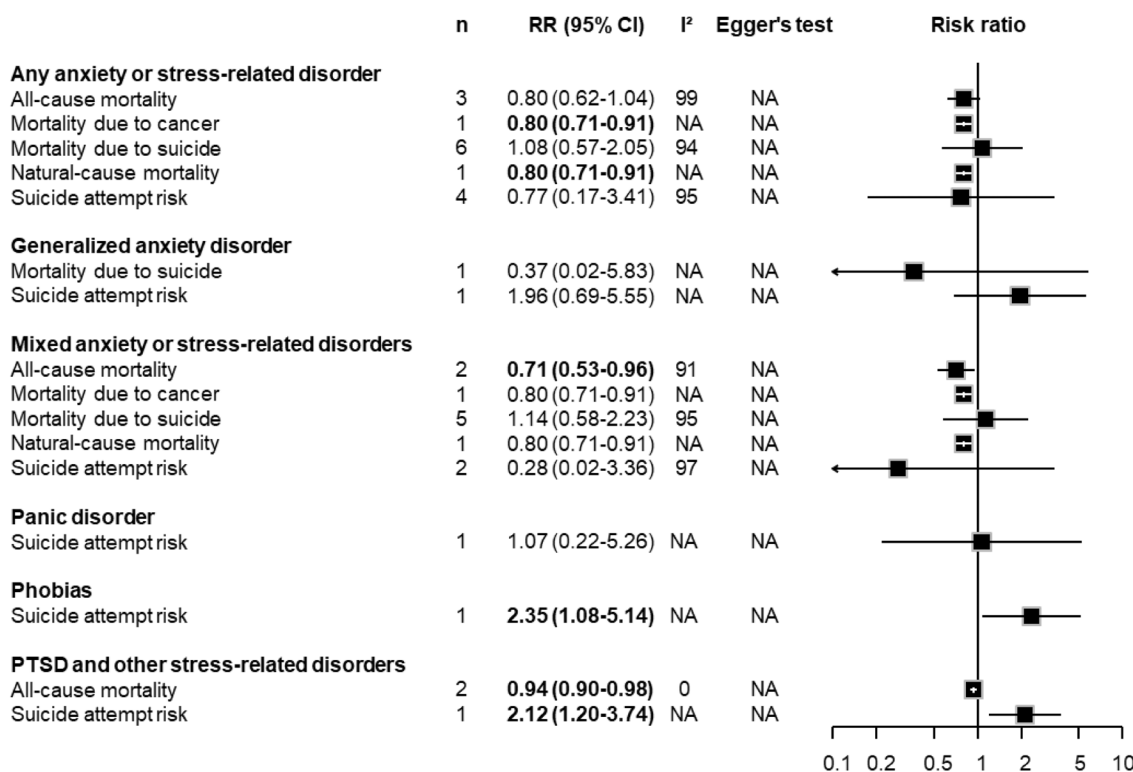 n RR (95% CI) I² Egger's test Risk ratio
Any anxiety or stress-related disorder
All-cause mortality 3 0.80 (0.62-1.04) 99 NA
Mortality due to cancer 1 0.80 (0.71-0.91) NA NA
Mortality due to suicide 6 1.08 (0.57-2.05) 94 NA
Natural-cause mortality 1 0.80 (0.71-0.91) NA NA
Suicide attempt risk 4 0.77 (0.17-3.41) 95 NA
Generalized anxiety disorder
Mortality due to suicide 1 0.37 (0.02-5.83) NA NA
Suicide attempt risk 1 1.96 (0.69-5.55) NA NA
Mixed anxiety or stress-related disorders
All-cause mortality 2 0.71 (0.53-0.96) 91 NA
Mortality due to cancer 1 0.80 (0.71-0.91) NA NA
Mortality due to suicide 5 1.14 (0.58-2.23) 95 NA
Natural-cause mortality 1 0.80 (0.71-0.91) NA NA
Suicide attempt risk 2 0.28 (0.02-3.36) 97 NA
Panic disorder
Suicide attempt risk 1 1.07 (0.22-5.26) NA NA
Phobias
Suicide attempt risk 1 2.35 (1.08-5.14) NA NA
PTSD and other stress-related disorders
All-cause mortality 2 0.94 (0.90-0.98) 0 NA
Suicide attempt risk 1 2.12 (1.20-3.74) NA NA
0.1 0.2 0.5 1 2 5 10